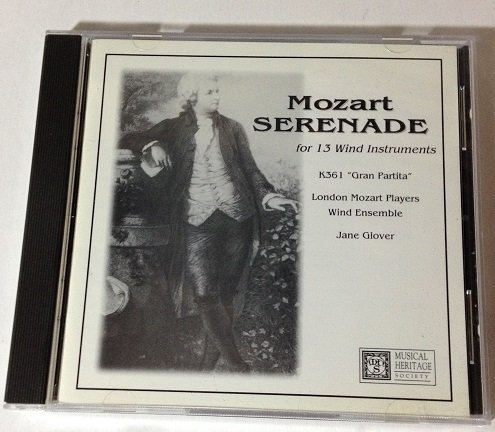 Mozart
SERENADE
for 13 Wind Instruments
K361 "Gran Partita"
London Mozart Players
Wind Ensemble
Jane Glover
MUSICAL
HERITAGE
SOCIETY